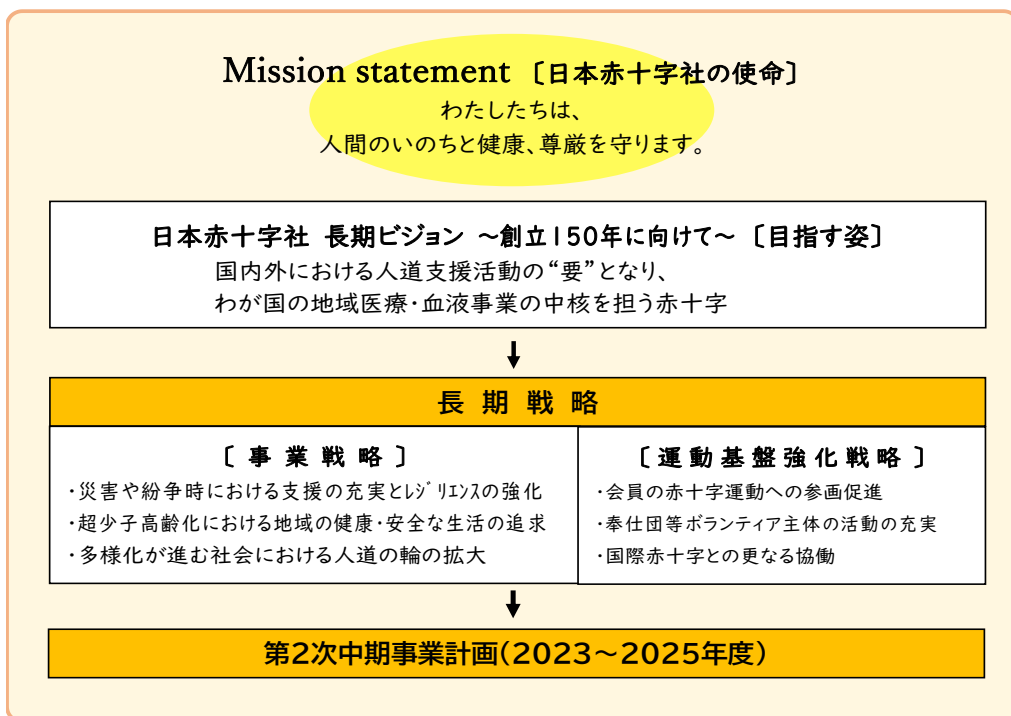 Mission statement 〔日本赤十字社の使命〕
わたしたちは、
人間のいのちと健康、尊厳を守ります。
日本赤十字社 長期ビジョン ～創立150年に向けて～ 〔目指す姿〕
国内外における人道支援活動の“要”となり、
わが国の地域医療・血液事業の中核を担う赤十字
長 期 戦 略
〔 事 業 戦 略 〕
・災害や紛争時における支援の充実とﾚｼﾞﾘｴﾝｽの強化
・超少子高齢化における地域の健康・安全な生活の追求
・多様化が進む社会における人道の輪の拡大
〔 運 動 基 盤 強 化 戦 略 〕
・会員の赤十字運動への参画促進
・奉仕団等ボランティア主体の活動の充実
・国際赤十字との更なる協働
第2次中期事業計画(2023～2025年度)